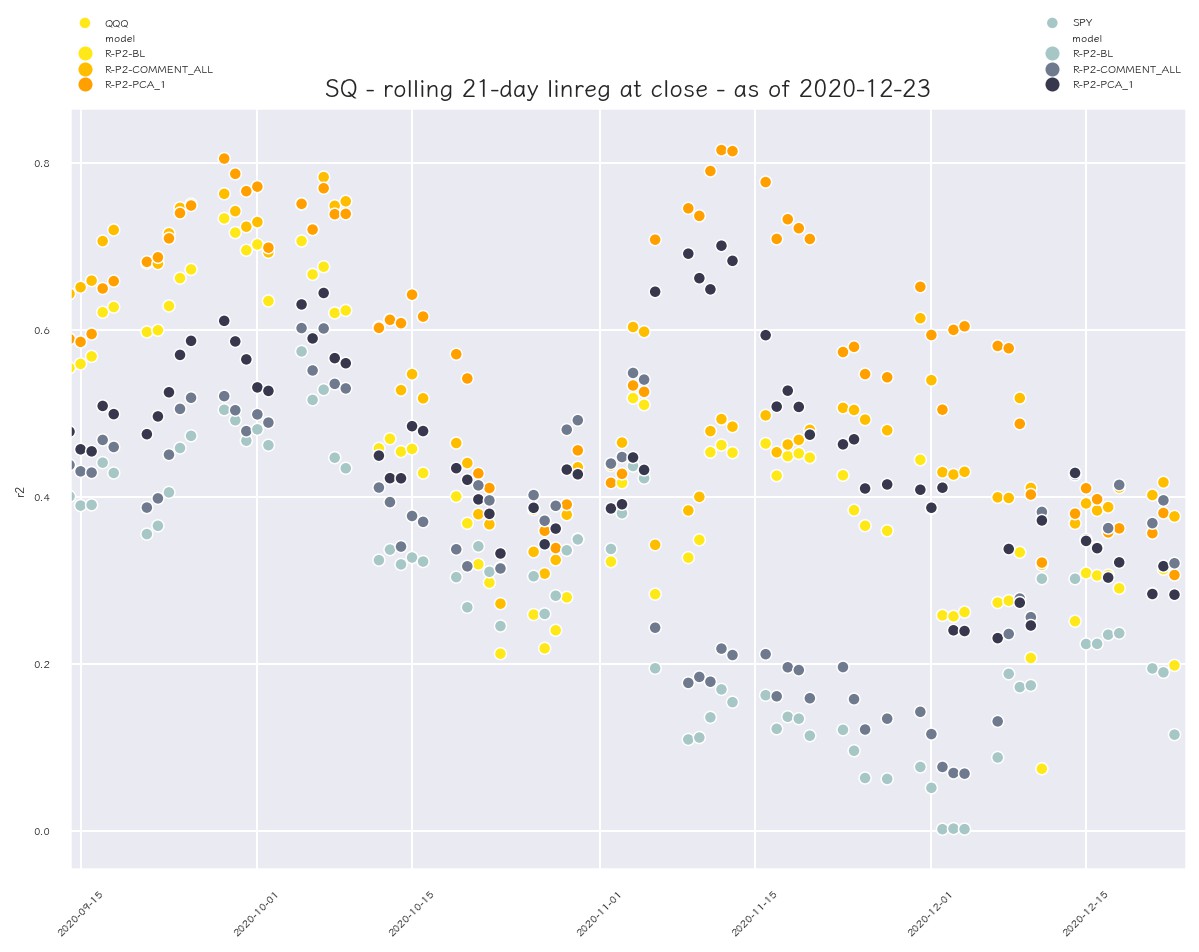 QQQ
model
R-P2-BL
R-P2-COMMENT_ALL
R-P2-PCA_1
SPY
model
R-P2-BL
R-P2-COMMENT_ALL
R-P2-PCA_1
SQ - rolling 21-day linreg at close - as of 2020-12-23
0.8
0.6
0.4
0.2
0.0
r2
2020-09-15
2020-10-01
2020-10-15
2020-11-01
2020-11-15
2020-12-01
2020-12-15